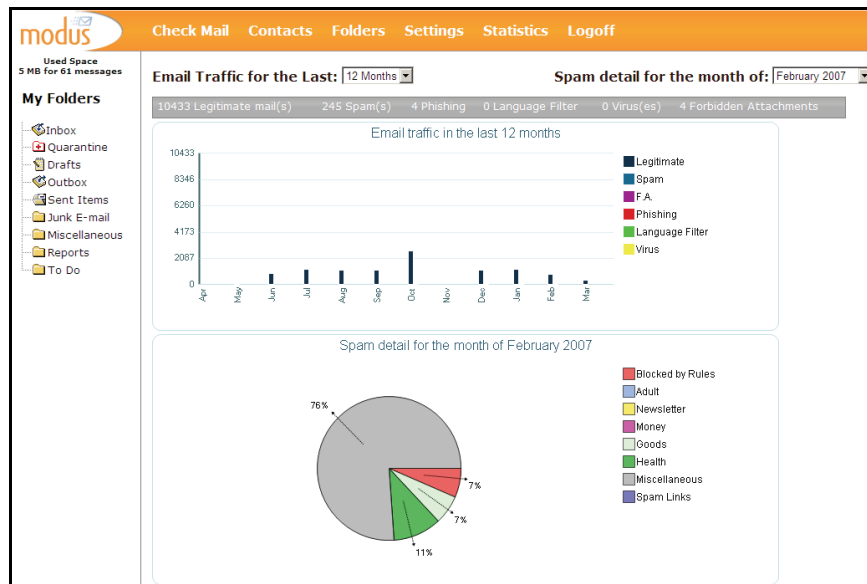 modus
Check Mail Contacts Folders Settings Statistics Logoff
Used Space
5 MB for 61 messages
My Folders
Inbox
Quarantine
Drafts
Outbox
Sent Items
Junk E-mail
Miscellaneous
Reports
To Do
Email Traffic for the Last: 12 Months
Spam detail for the month of: February 2007
10433 Legitimate mail(s) 245 Spam(s) 4 Phishing 0 Language Filter 0 Virus(es) 4 Forbidden Attachments
Email traffic in the last 12 months
10433
8346
6260
4173
2087
0
Apr May Jun Jul Aug Sep Oct Nov Dec Jan Feb Mar
Legitimate
Spam
F.A.
Phishing
Language Filter
Virus
Spam detail for the month of February 2007
76%
7%
7%
11%
Blocked by Rules
Adult
Newsletter
Money
Goods
Health
Miscellaneous
Spam Links